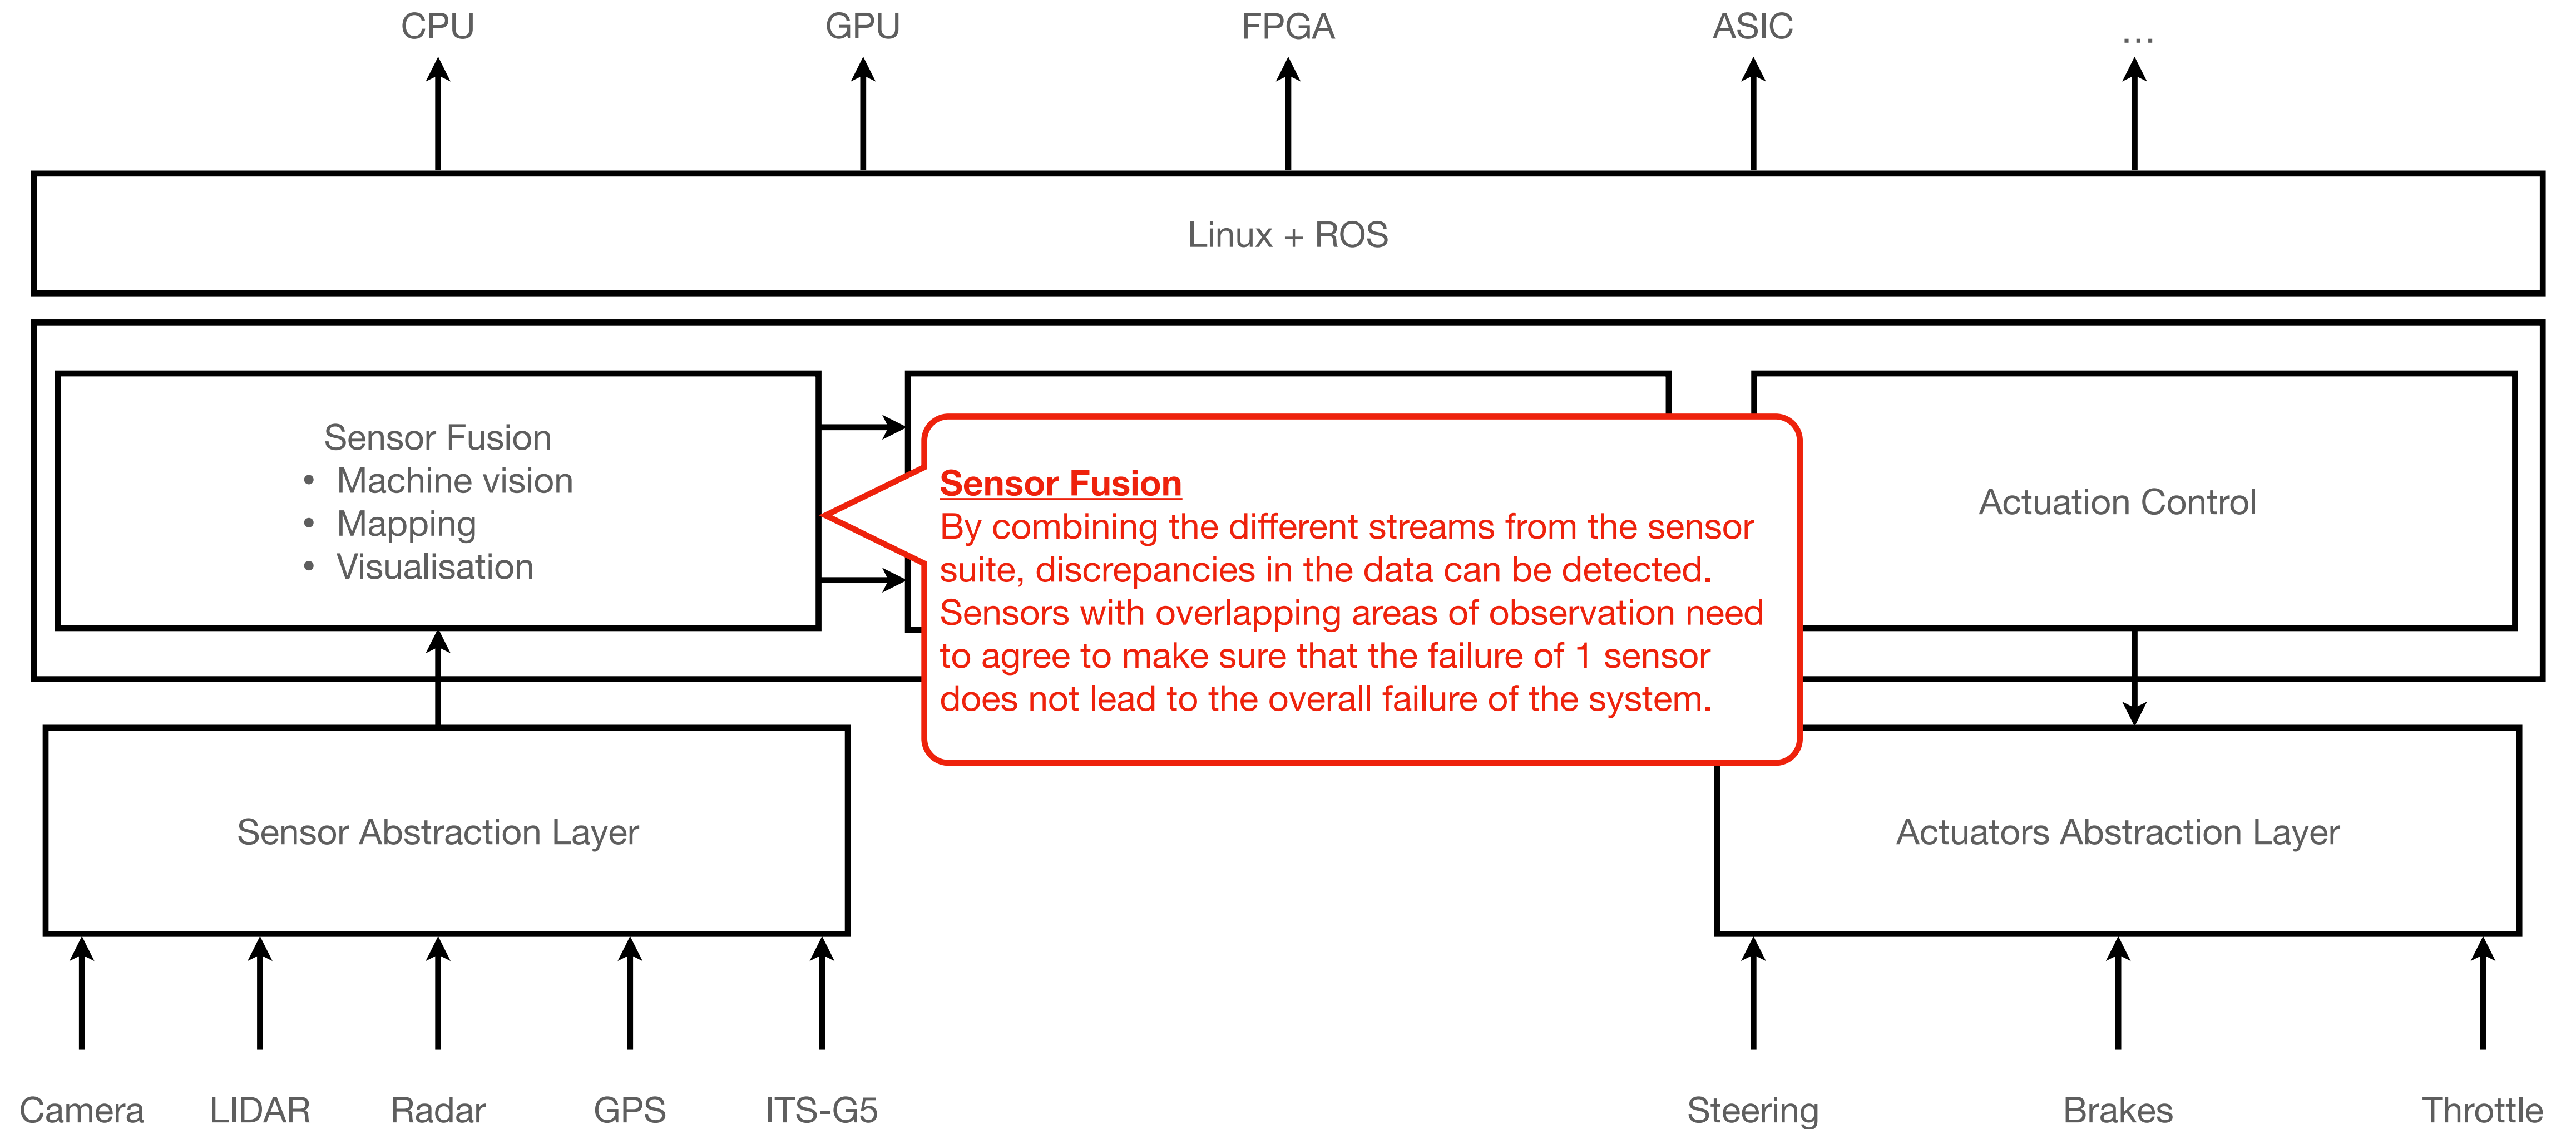 CPU
GPU
FPGA
ASIC
...
Linux + ROS
Sensor Fusion
• Machine vision
• Mapping
• Visualisation
Sensor Fusion
By combining the different streams from the sensor
suite, discrepancies in the data can be detected.
Sensors with overlapping areas of observation need
to agree to make sure that the failure of 1 sensor
does not lead to the overall failure of the system.
Actuation Control
Sensor Abstraction Layer
Actuators Abstraction Layer
Camera
LIDAR
Radar
GPS
ITS-G5
Steering
Brakes
Throttle